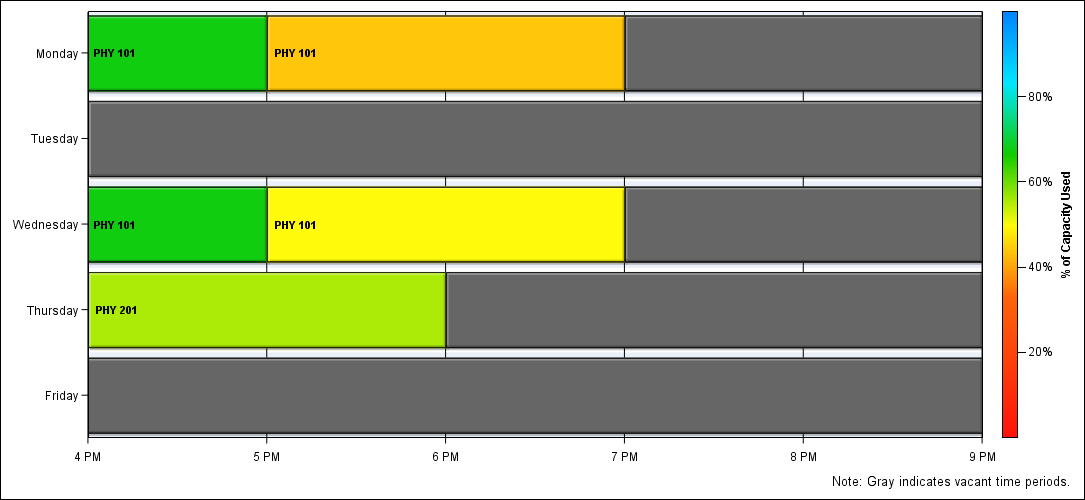 Monday
PHY 101
PHY 101
Tuesday
Wednesday
PHY 101
PHY 101
Thursday
PHY 201
Friday
4 PM
5 PM
6 PM
7 PM
8 PM
9 PM
80%
60%
40%
20%
% of Capacity Used
Note: Gray indicates vacant time periods.